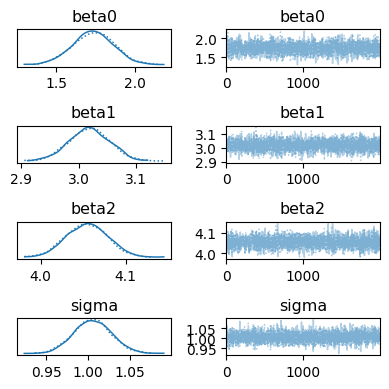 beta0 beta0
2.0
1.5
1.5 2.0 0 1000
beta1 beta1
3.1
3.0
2.9
2.9 3.0 3.1 0 1000
beta2 beta2
4.1
4.0
4.0 4.1 0 1000
sigma sigma
1.05
1.00
0.95
0.95 1.00 1.05 0 1000